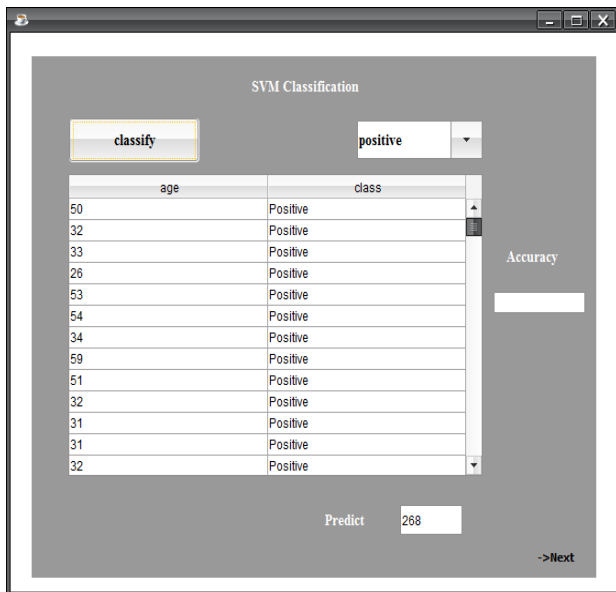 SVM Classification
classify
positive
age class
50 Positive
32 Positive
33 Positive
26 Positive
53 Positive
54 Positive
34 Positive
59 Positive
51 Positive
32 Positive
31 Positive
31 Positive
32 Positive
Accuracy
Predict 268
->Next